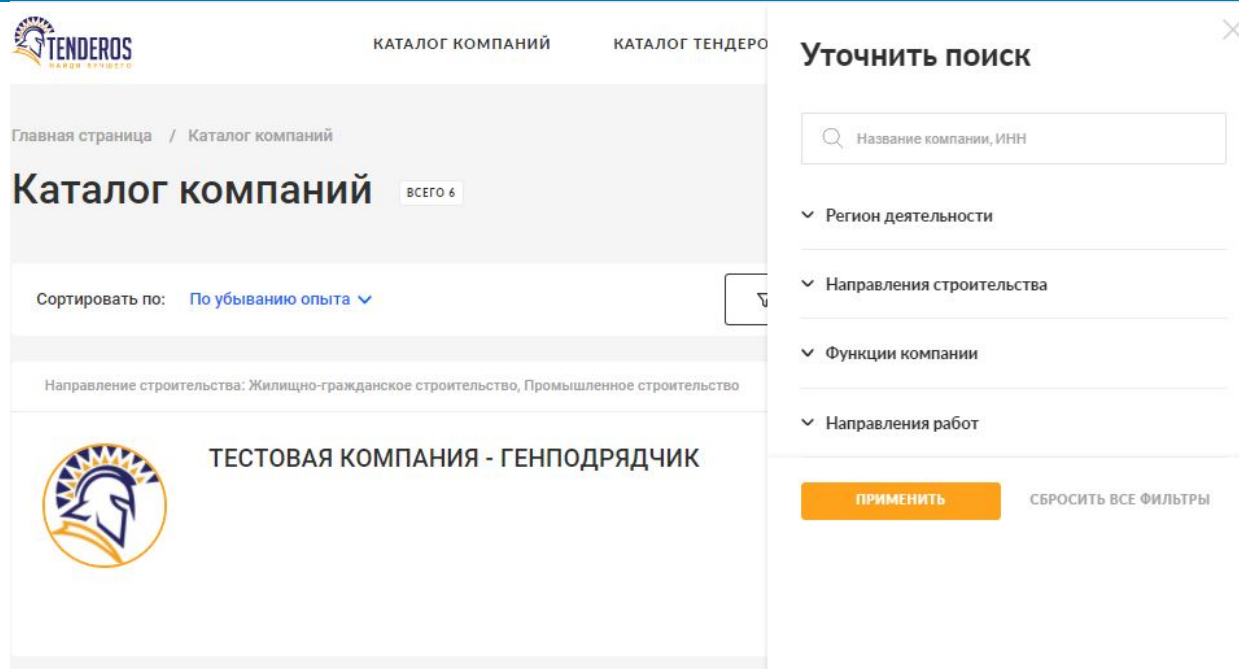 TENDEROS
НАЙДИ ЛУЧШЕГО
КАТАЛОГ КОМПАНИЙ
КАТАЛОГ ТЕНДЕРО
Главная страница / Каталог компаний
Каталог компаний
ВСЕГО 6
Сортировать по: По убыванию опыта
Направление строительства: Жилищно-гражданское строительство, Промышленное строительство
ТЕСТОВАЯ КОМПАНИЯ - ГЕНПОДРЯДЧИК
Уточнить поиск
Название компании, ИНН
Регион деятельности
Направления строительства
Функции компании
Направления работ
ПРИМЕНИТЬ
СБРОСИТЬ ВСЕ ФИЛЬТРЫ